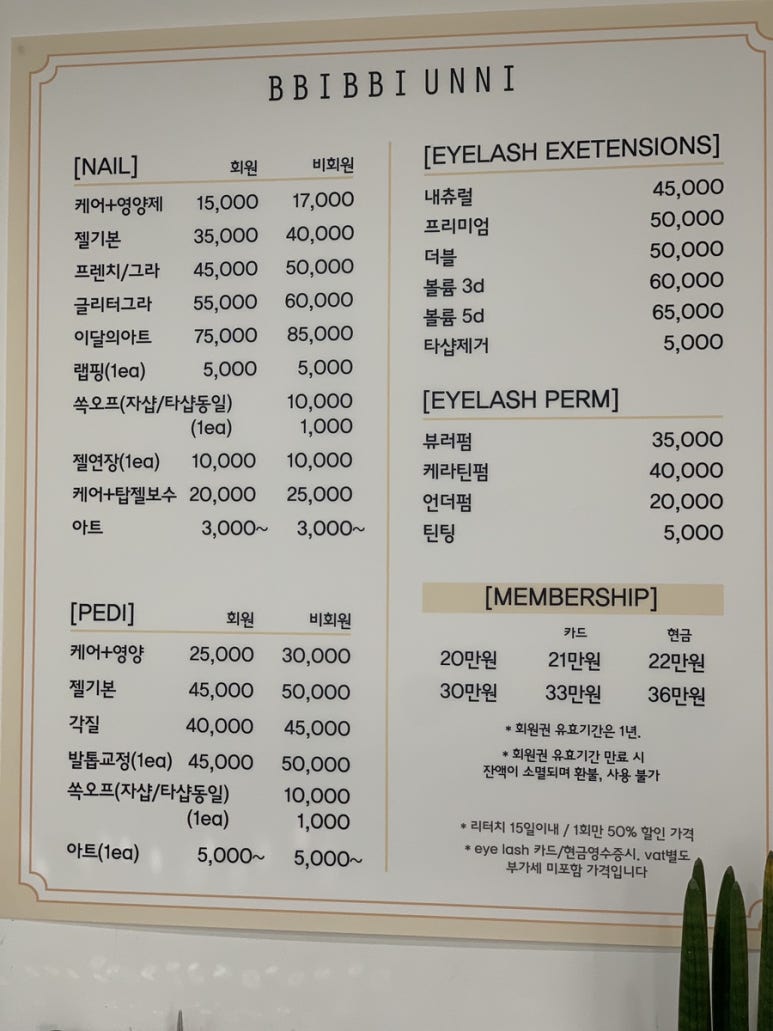 BBIBBI UNNI
[NAIL] 회원 비회원
케어+영양제 15,000 17,000
젤기본 35,000 40,000
프렌치/그라 45,000 50,000
글리터그라 55,000 60,000
이달의아트 75,000 85,000
랩핑(1ea) 5,000 5,000
쏙오프(자샵/타샵동일) 10,000
(1ea) 1,000
젤연장(1ea) 10,000 10,000
케어+탑젤보수 20,000 25,000
아트 3,000~ 3,000~
[PEDI] 회원 비회원
케어+영양 25,000 30,000
젤기본 45,000 50,000
각질 40,000 45,000
발톱교정(1ea) 45,000 50,000
쏙오프(자샵/타샵동일) 10,000
(1ea) 1,000
아트(1ea) 5,000~ 5,000~
[EYELASH EXETENSIONS]
내츄럴 45,000
프리미엄 50,000
더블 50,000
볼륨 3d 60,000
볼륨 5d 65,000
타샵제거 5,000
[EYELASH PERM]
뷰러펌 35,000
케라틴펌 40,000
언더펌 20,000
틴팅 5,000
[MEMBERSHIP]
카드 현금
20만원 21만원 22만원
30만원 33만원 36만원
* 회원권 유효기간은 1년.
* 회원권 유효기간 만료 시
잔액이 소멸되며 환불, 사용 불가
* 리터치 15일이내 / 1회만 50% 할인 가격
* eye lash 카드/현금영수증시. vat별도
부가세 미포함 가격입니다